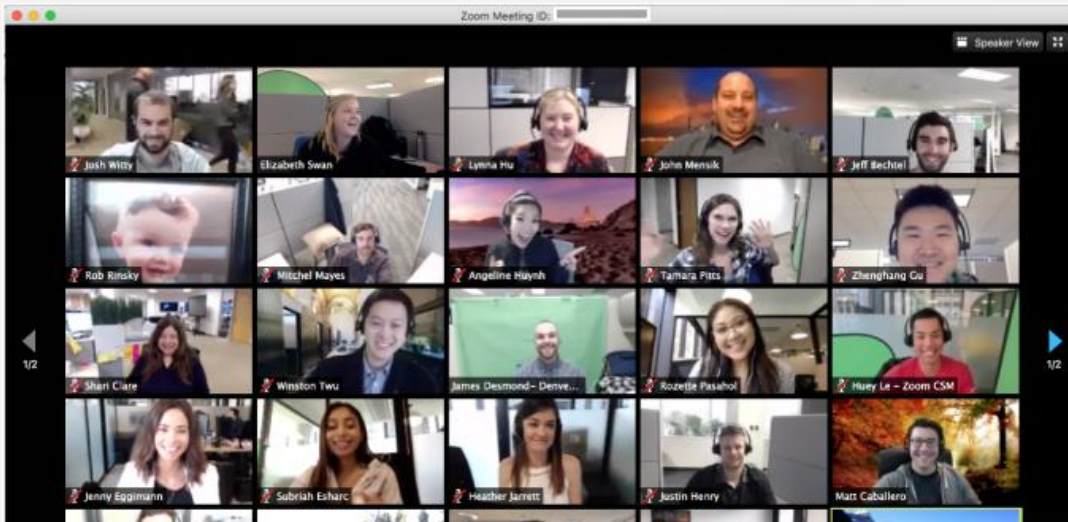 Zoom Meeting ID:
Speaker View
Josh Witty
Elizabeth Swan
Lynna Hu
John Mensik
Jeff Bechtel
Rob Rinsky
Mitchel Mayes
Angeline Huynh
Tamara Pitts
Zhenghang Gu
1/2
1/2
Shari Clare
Winston Twu
James Desmond- Denve...
Rozette Pasahol
Huey Le - Zoom CSM
Jenny Eggimann
Subriah Esharc
Heather Jarrett
Justin Henry
Matt Caballero